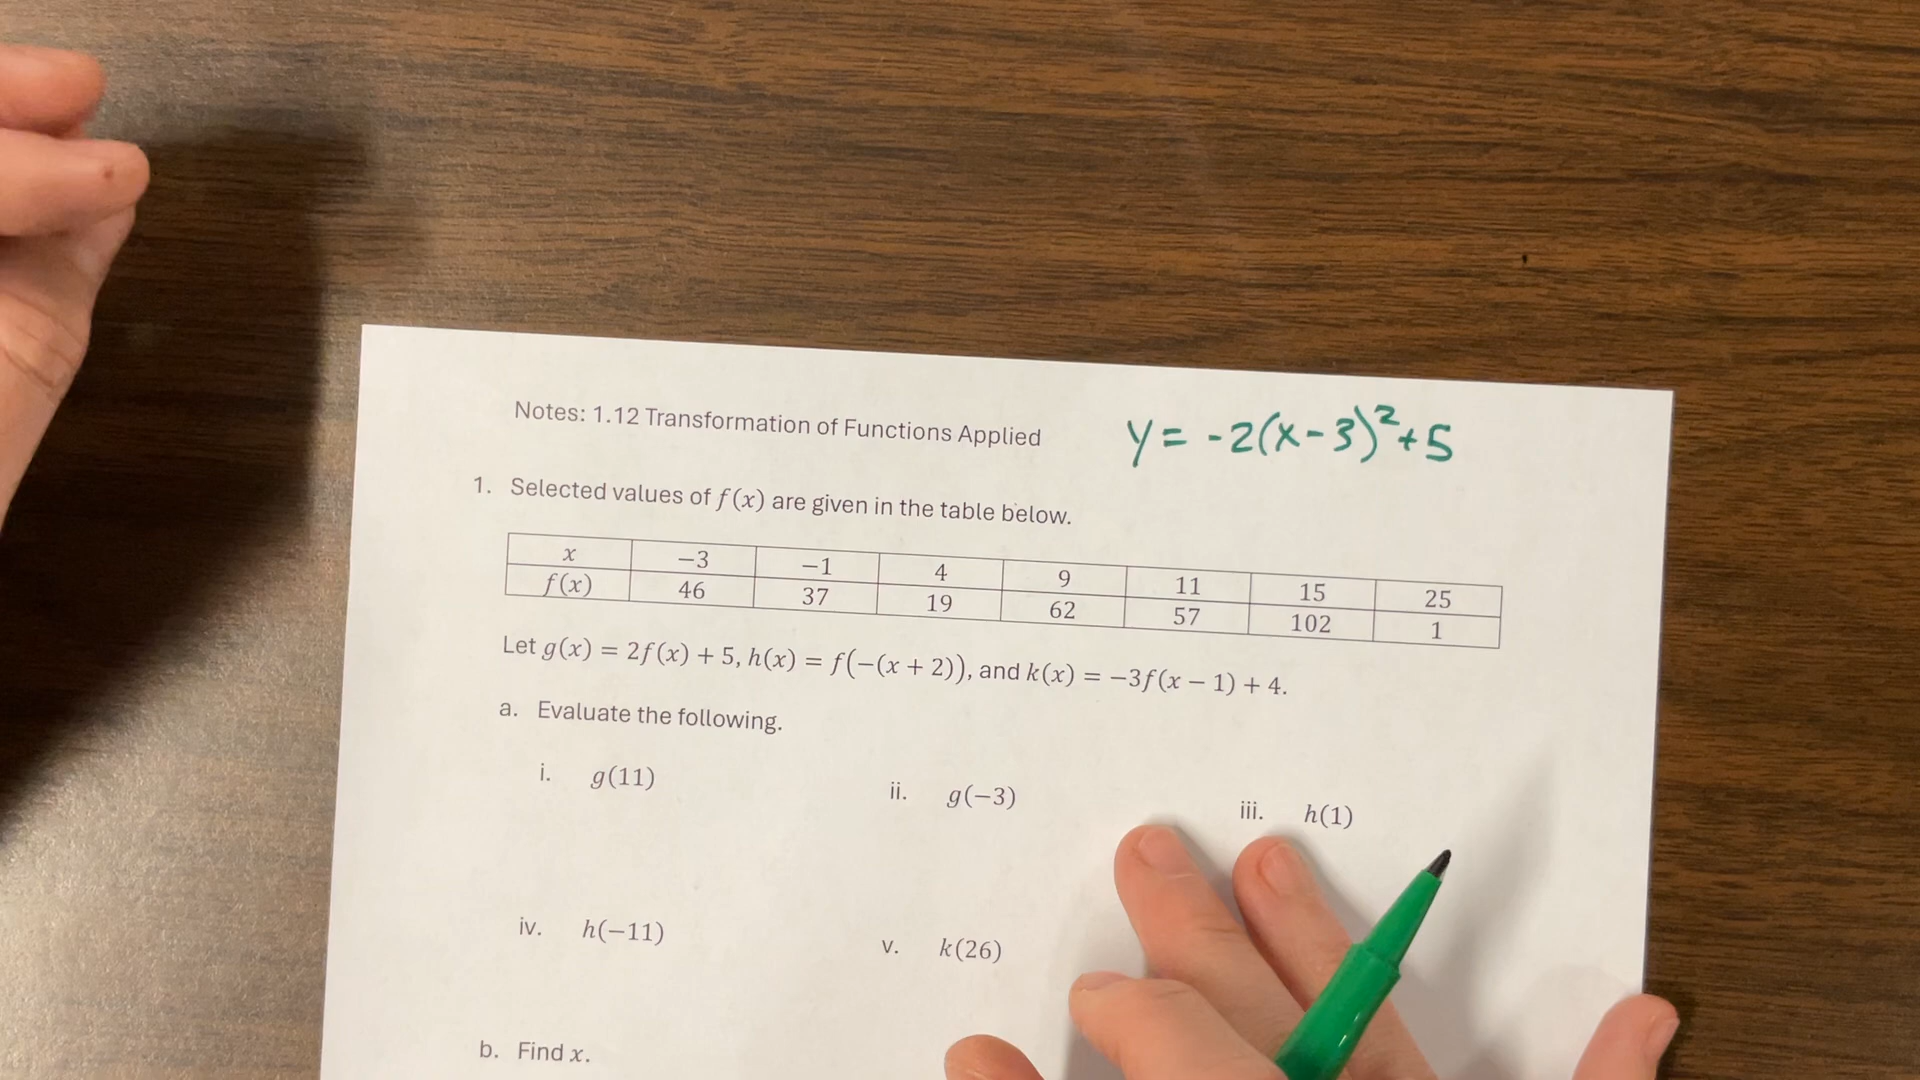 Notes: 1.12 Transformation of Functions Applied
y = -2(x-3)²+5
1. Selected values of f(x) are given in the table below.
x −3 −1 4 9 11 15 25
f(x) 46 37 19 62 57 102 1
Let g(x) = 2f(x) + 5, h(x) = f(−(x + 2)), and k(x) = −3f(x − 1) + 4.
a. Evaluate the following.
i. g(11) ii. g(−3) iii. h(1)
iv. h(−11) v. k(26)
b. Find x.